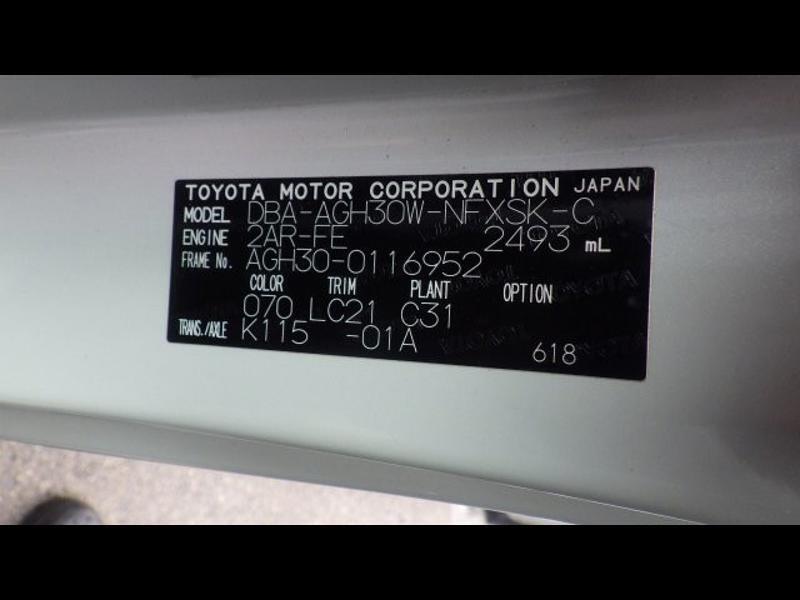 TOYOTA MOTOR CORPORATION JAPAN
MODEL DBA-AGH30W-NFXSK-C
ENGINE 2AR-FE 2493 mL
FRAME No. AGH30-0116952
COLOR TRIM PLANT OPTION
070 LC21 C31
TRANS./AXLE K115 -01A
618